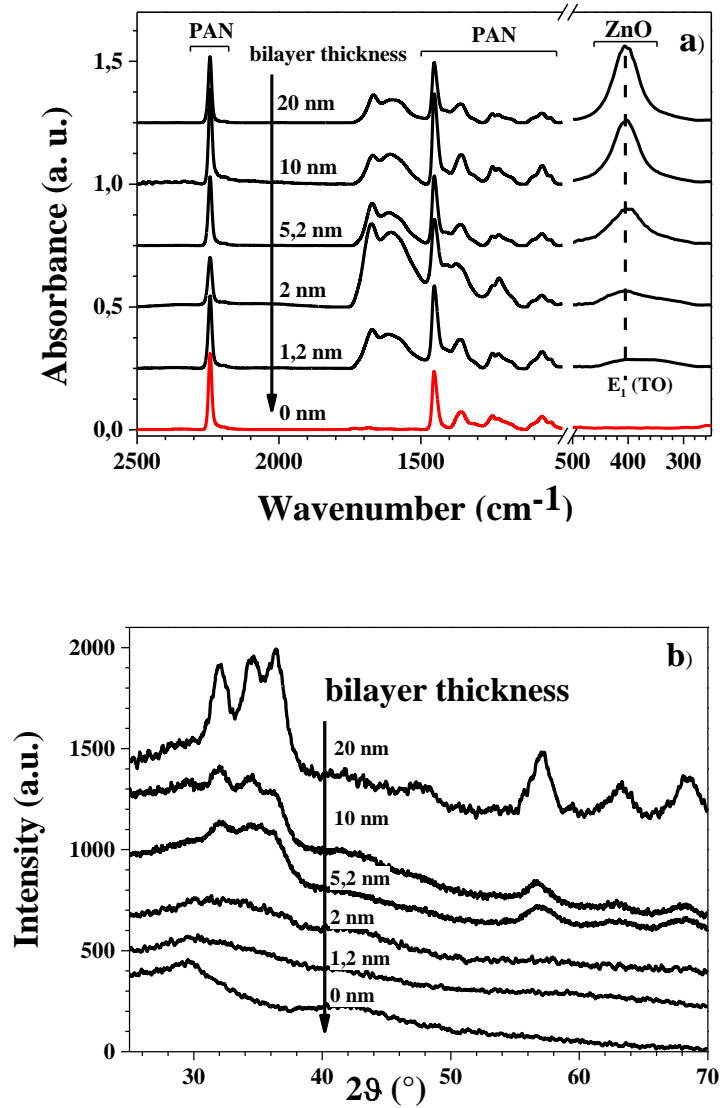 PAN
PAN
ZnO
a)
bilayer thickness
1,5
1,0
0,5
0,0
Absorbance (a. u.)
20 nm
10 nm
5,2 nm
2 nm
1,2 nm
0 nm
E1 (TO)
2500 2000 1500 500 400 300
Wavenumber (cm-1)
b)
bilayer thickness
2000
1500
1000
500
0
Intensity (a.u.)
20 nm
10 nm
5,2 nm
2 nm
1,2 nm
0 nm
30 40 50 60 70
2ϑ (°)